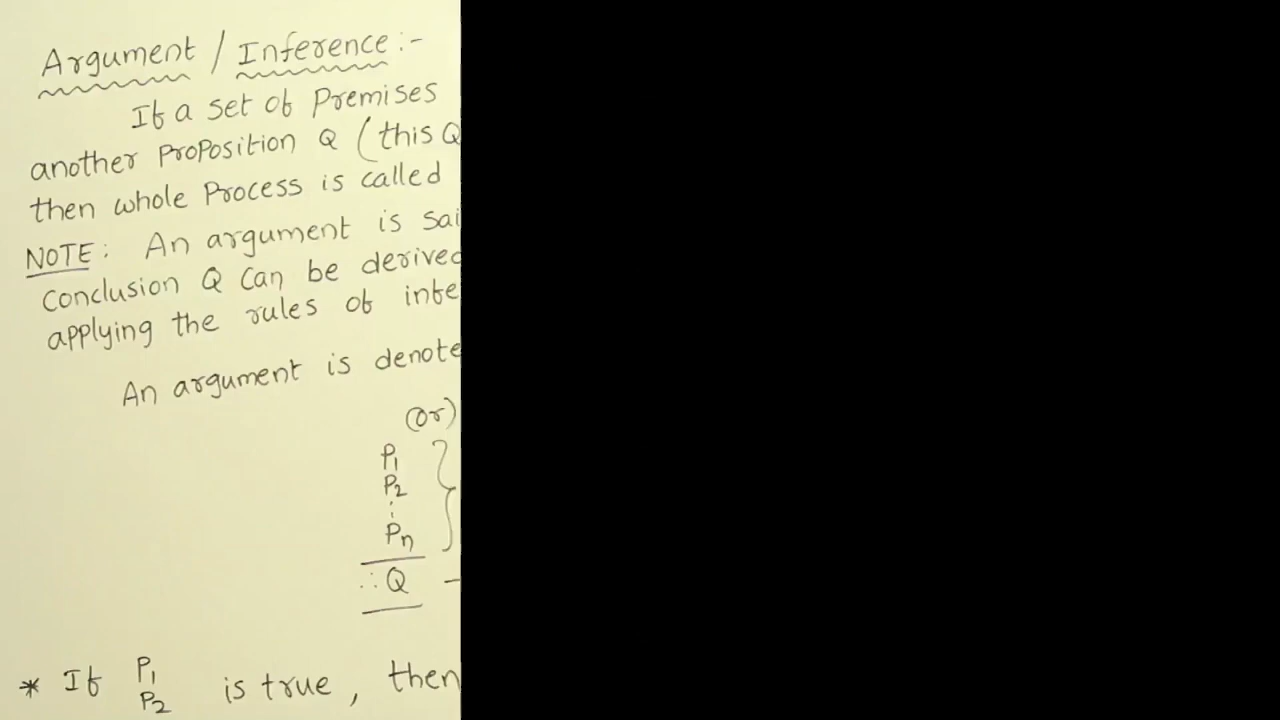 Argument / Inference :-
If a set of Premises
another Proposition Q (this Q
then whole Process is called
NOTE: An argument is sai
Conclusion Q Can be derived
applying the rules of infe
An argument is denote
(or)
P1
P2
⋮
Pn
∴ Q –
* If P1 is true, then
P2